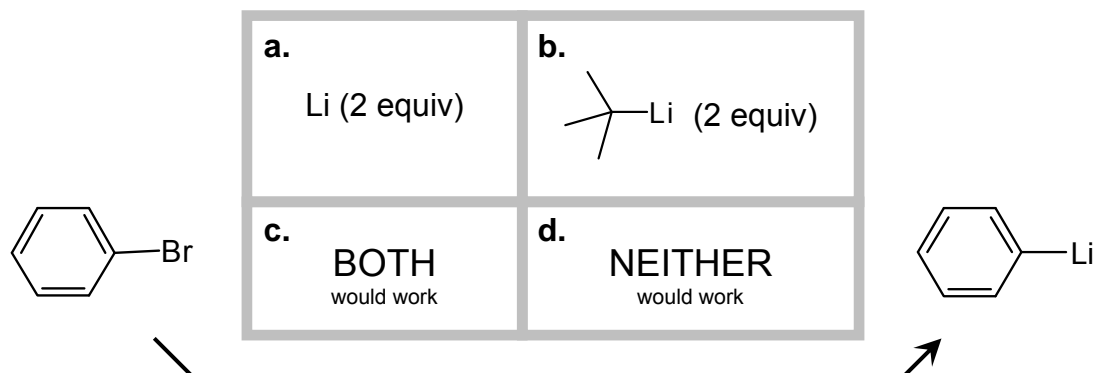 a.
Li (2 equiv)
b.
Li (2 equiv)
c.
BOTH
would work
d.
NEITHER
would work
Br
Li